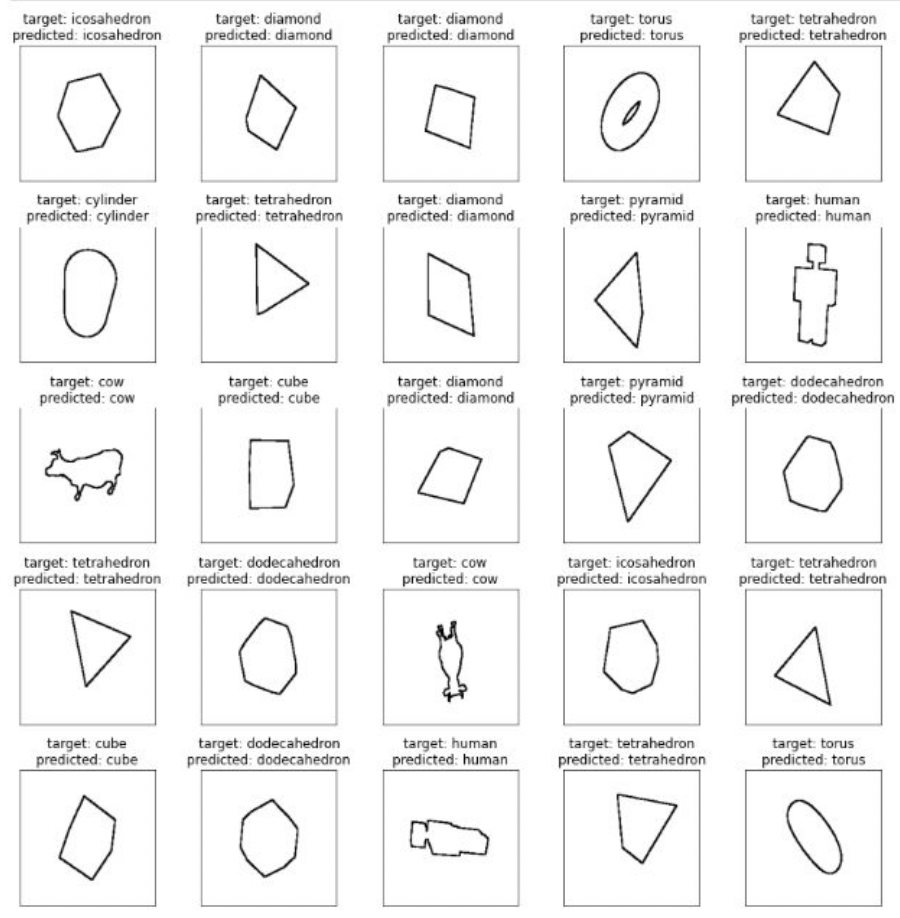 target: icosahedron
predicted: icosahedron
target: diamond
predicted: diamond
target: diamond
predicted: diamond
target: torus
predicted: torus
target: tetrahedron
predicted: tetrahedron
target: cylinder
predicted: cylinder
target: tetrahedron
predicted: tetrahedron
target: diamond
predicted: diamond
target: pyramid
predicted: pyramid
target: human
predicted: human
target: cow
predicted: cow
target: cube
predicted: cube
target: diamond
predicted: diamond
target: pyramid
predicted: pyramid
target: dodecahedron
predicted: dodecahedron
target: tetrahedron
predicted: tetrahedron
target: dodecahedron
predicted: dodecahedron
target: cow
predicted: cow
target: icosahedron
predicted: icosahedron
target: tetrahedron
predicted: tetrahedron
target: cube
predicted: cube
target: dodecahedron
predicted: dodecahedron
target: human
predicted: human
target: tetrahedron
predicted: tetrahedron
target: torus
predicted: torus